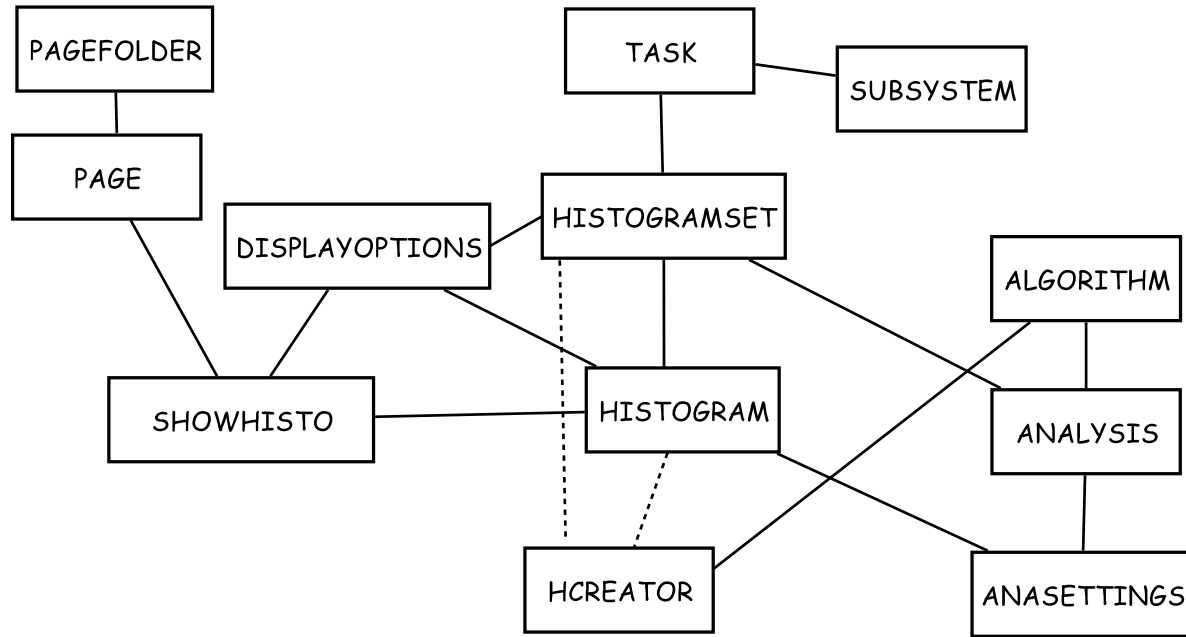 PAGEFOLDER
TASK
SUBSYSTEM
PAGE
HISTOGRAMSET
DISPLAYOPTIONS
ALGORITHM
SHOWHISTO
HISTOGRAM
ANALYSIS
HCREATOR
ANASETTINGS